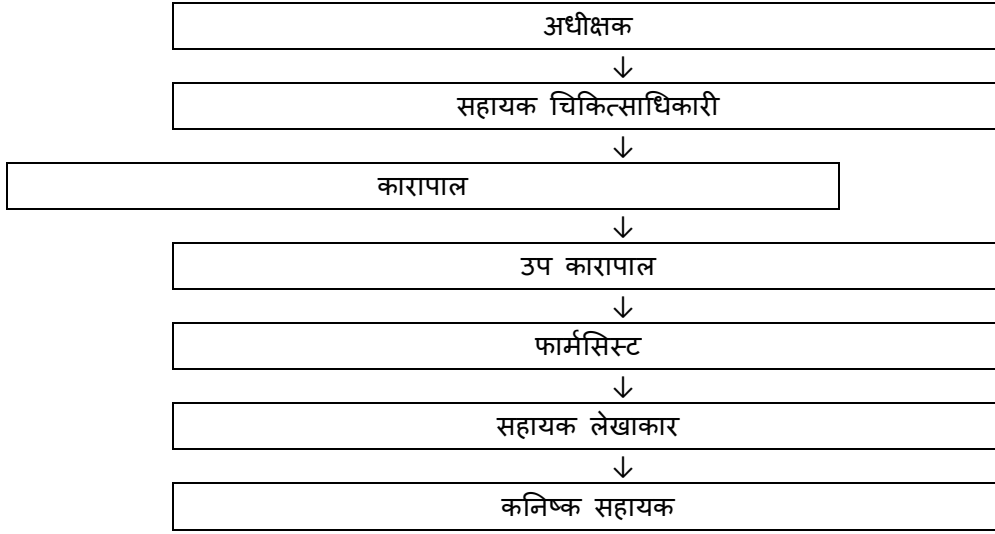 अधीक्षक
↓
सहायक चिकित्साधिकारी
↓
कारापाल
↓
उप कारापाल
↓
फार्मसिस्ट
↓
सहायक लेखाकार
↓
कनिष्क सहायक